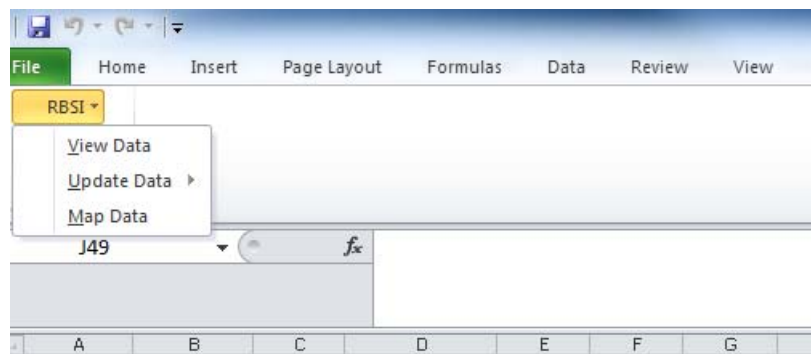 File Home Insert Page Layout Formulas Data Review View
RBSI
View Data
Update Data
Map Data
J49 fx
A B C D E F G